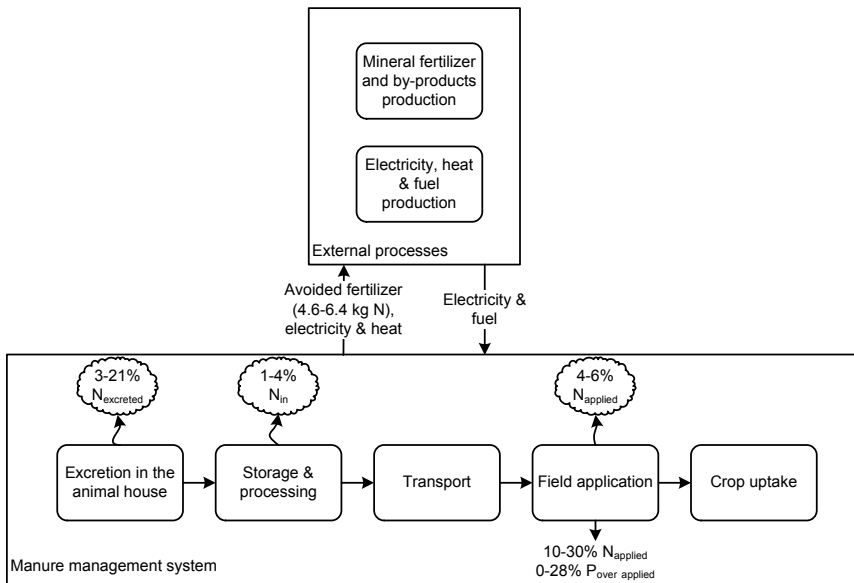 Mineral fertilizer
and by-products
production
Electricity, heat
& fuel
production
External processes
Avoided fertilizer
(4.6-6.4 kg N),
electricity & heat
Electricity &
fuel
3-21%
Nexcreted
1-4%
Nin
4-6%
Napplied
Excretion in the
animal house
Storage &
processing
Transport
Field application
Crop uptake
10-30% Napplied
0-28% Pover applied
Manure management system